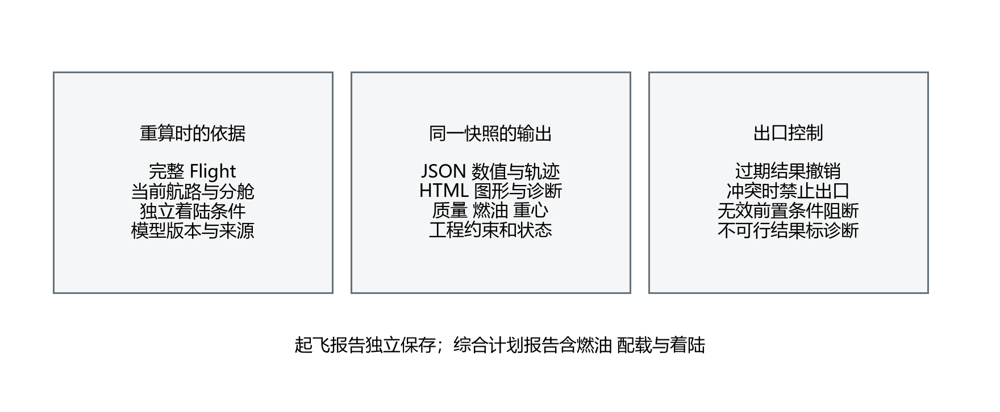 重算时的依据
完整 Flight
当前航路与分舱
独立着陆条件
模型版本与来源
同一快照的输出
JSON 数值与轨迹
HTML 图形与诊断
质量 燃油 重心
工程约束和状态
出口控制
过期结果撤销
冲突时禁止出口
无效前置条件阻断
不可行结果标诊断
起飞报告独立保存；综合计划报告含燃油 配载与着陆